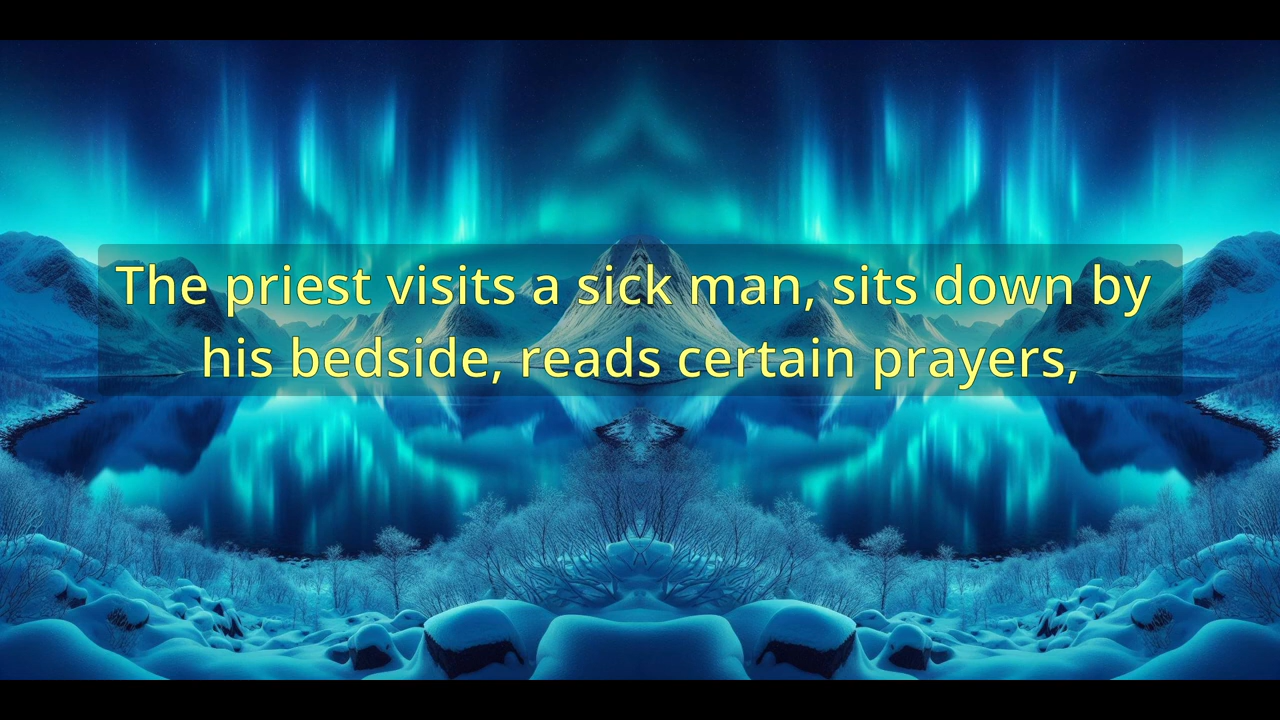 The priest visits a sick man, sits down by
his bedside, reads certain prayers,